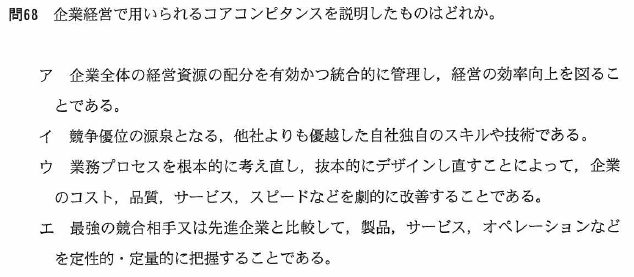 問68 企業経営で用いられるコアコンピタンスを説明したものはどれか。
ア 企業全体の経営資源の配分を有効かつ統合的に管理し，経営の効率向上を図るこ
とである。
イ 競争優位の源泉となる，他社よりも優越した自社独自のスキルや技術である。
ウ 業務プロセスを根本的に考え直し，抜本的にデザインし直すことによって，企業
のコスト，品質，サービス，スピードなどを劇的に改善することである。
エ 最強の競合相手又は先進企業と比較して，製品，サービス，オペレーションなど
を定性的・定量的に把握することである。